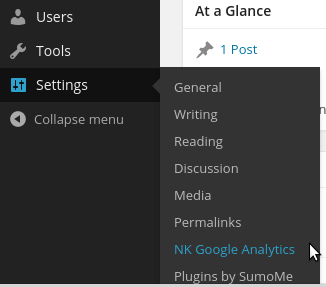 Users
Tools
Settings
Collapse menu
At a Glance
1 Post
General
Writing
Reading
Discussion
Media
Permalinks
NK Google Analytics
Plugins by SumoMe